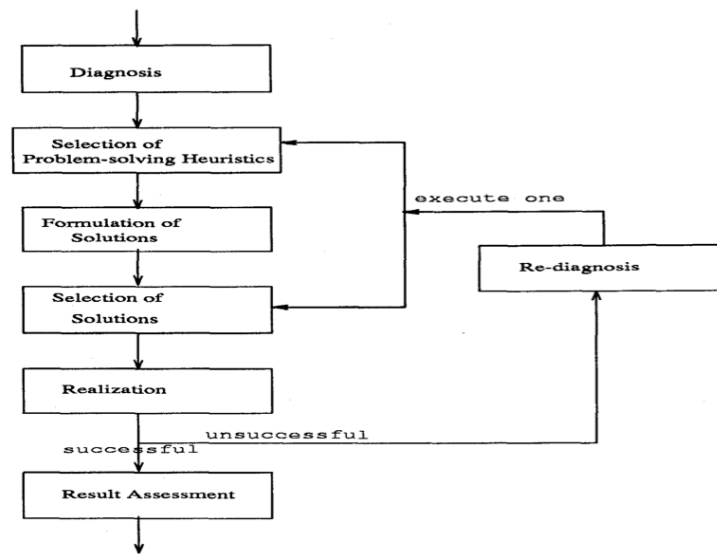 Diagnosis
Selection of
Problem-solving Heuristics
execute one
Formulation of
Solutions
Re-diagnosis
Selection of
Solutions
Realization
unsuccessful
successful
Result Assessment